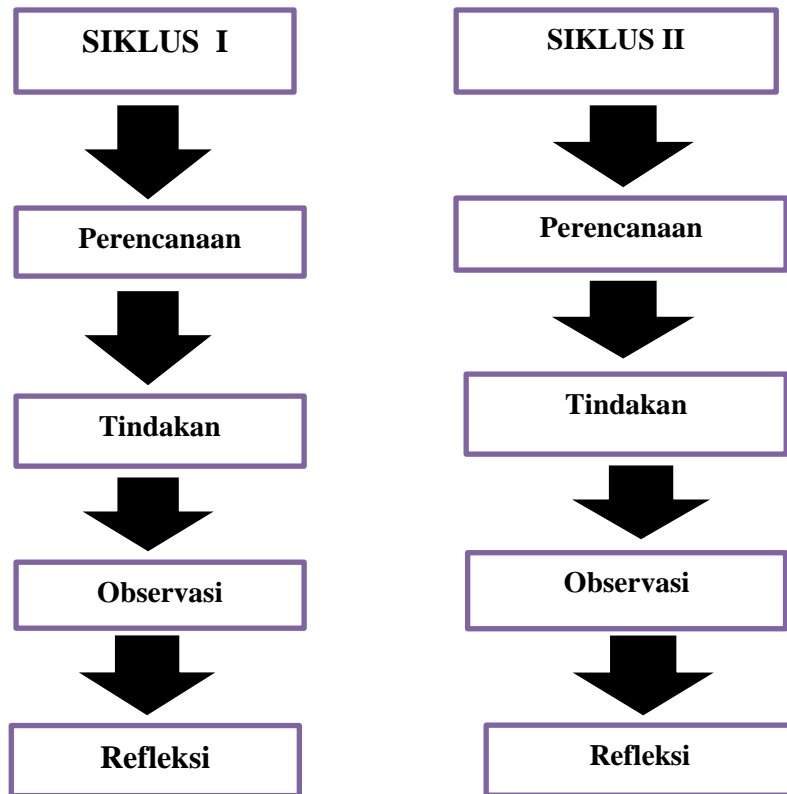 SIKLUS I
Perencanaan
Tindakan
Observasi
Refleksi
SIKLUS II
Perencanaan
Tindakan
Observasi
Refleksi